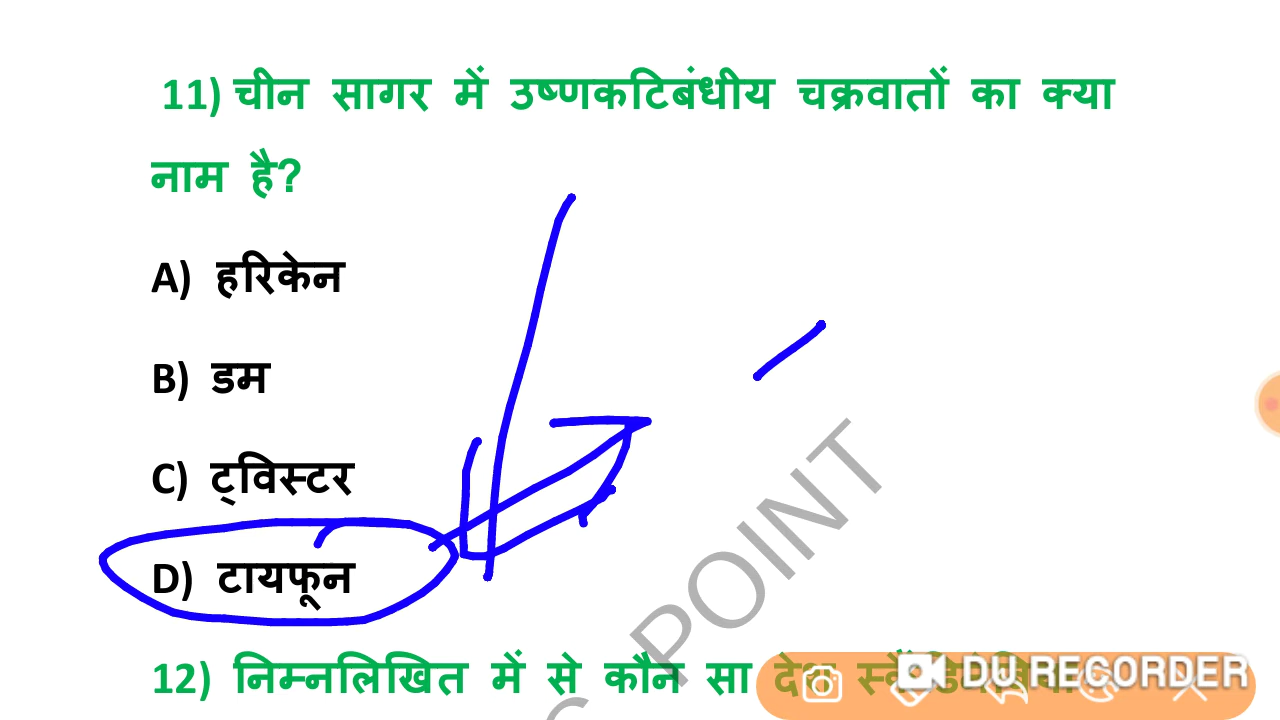 11) चीन सागर में उष्णकटिबंधीय चक्रवातों का क्या
नाम है?
A) हरिकेन
B) डम
C) ट्विस्टर
D) टायफून
POINT
12) निम्नलिखित में से कौन सा देश
DU RECORDER